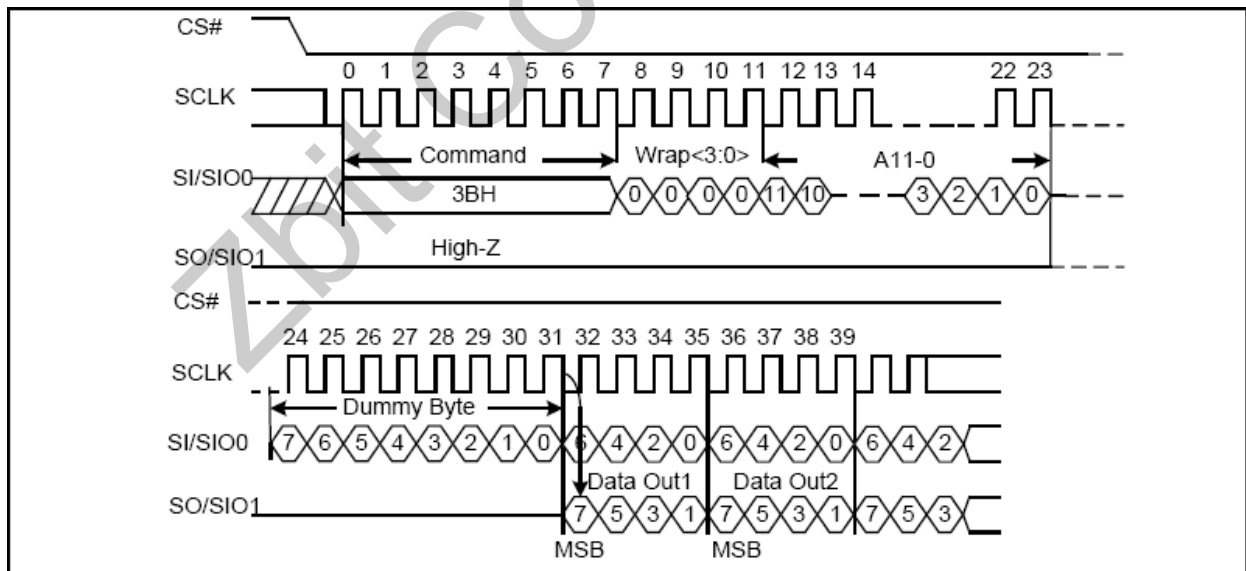 Zbit Co
CS#
0 1 2 3 4 5 6 7 8 9 10 11 12 13 14 22 23
SCLK
Command Wrap<3:0> A11-0
SI/SIO0 3BH 0 0 0 0 11 10 3 2 1 0
High-Z
SO/SIO1
CS#
24 25 26 27 28 29 30 31 32 33 34 35 36 37 38 39
SCLK
Dummy Byte
SI/SIO0 7 6 5 4 3 2 1 0 6 4 2 0 6 4 2 0 6 4 2
Data Out1 Data Out2
SO/SIO1 7 5 3 1 7 5 3 1 7 5 3
MSB MSB